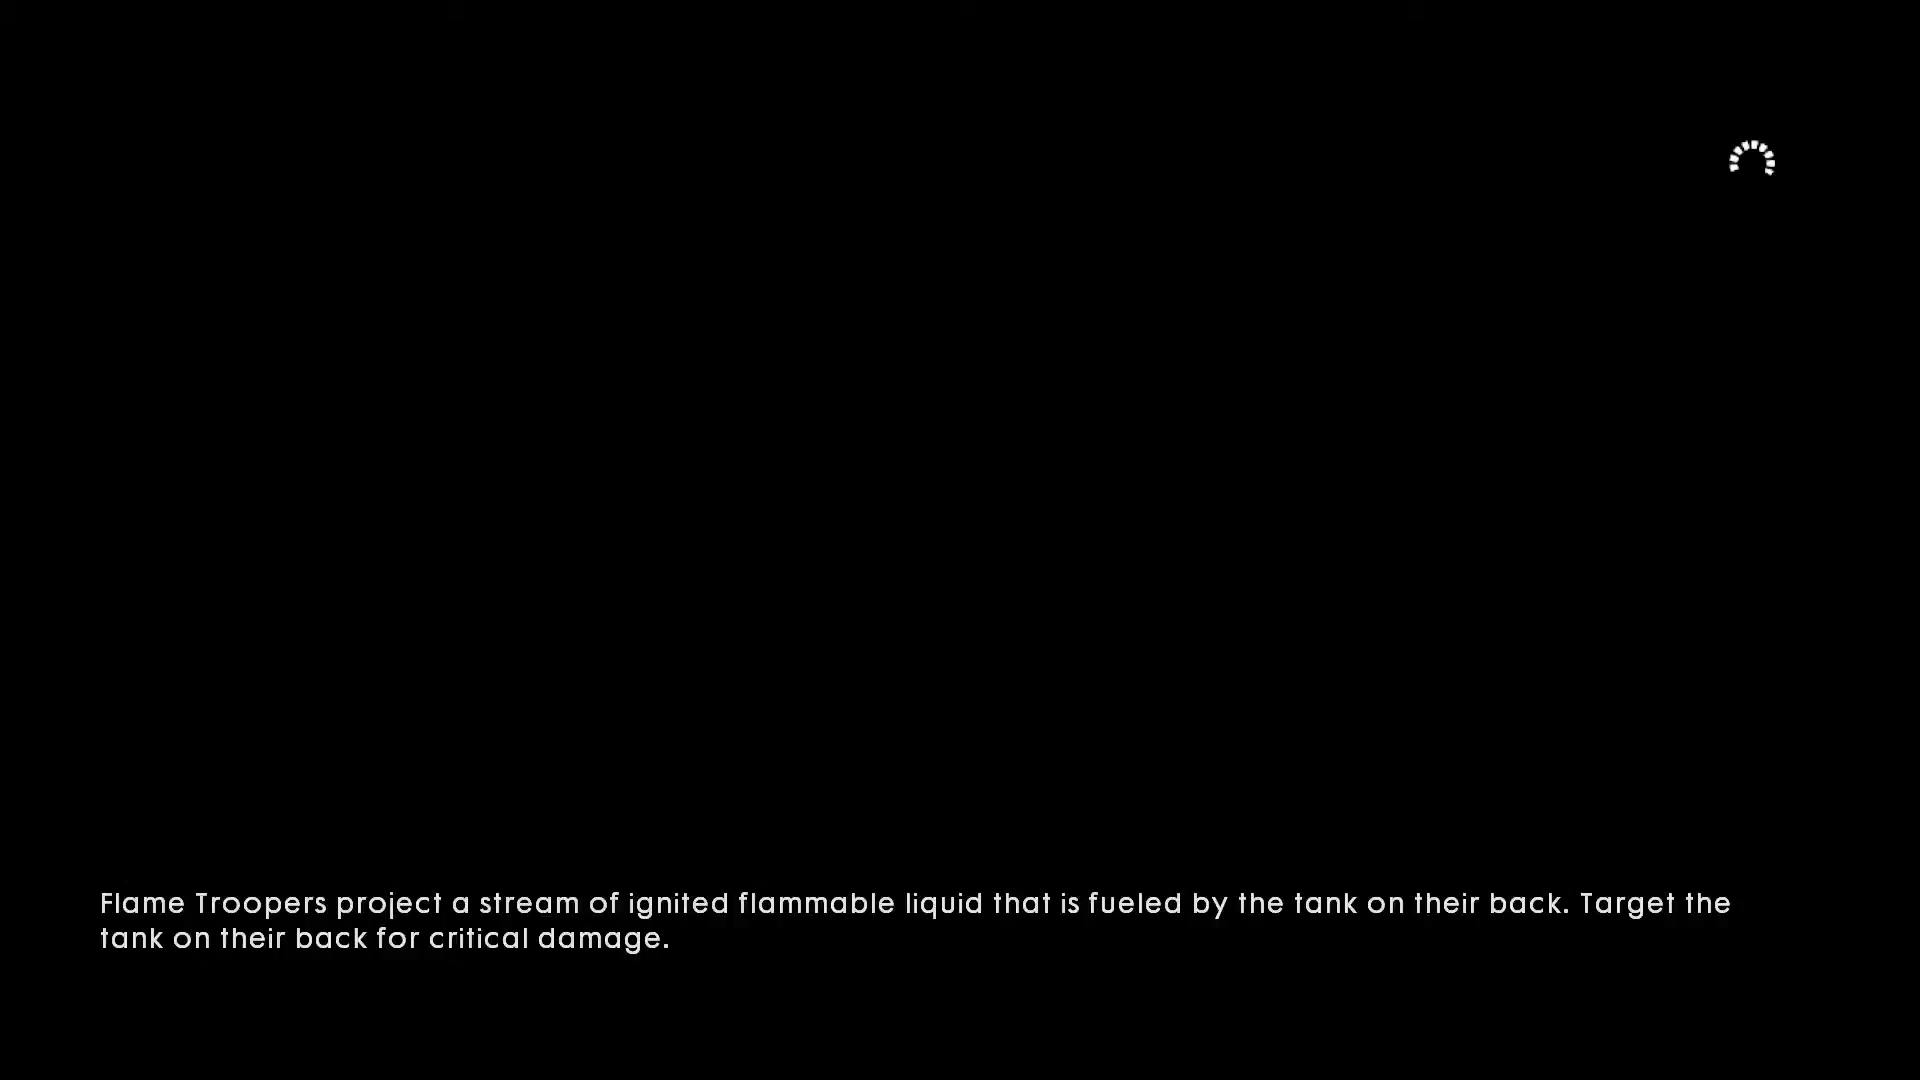 Flame Troopers project a stream of ignited flammable liquid that is fueled by the tank on their back. Target the
tank on their back for critical damage.